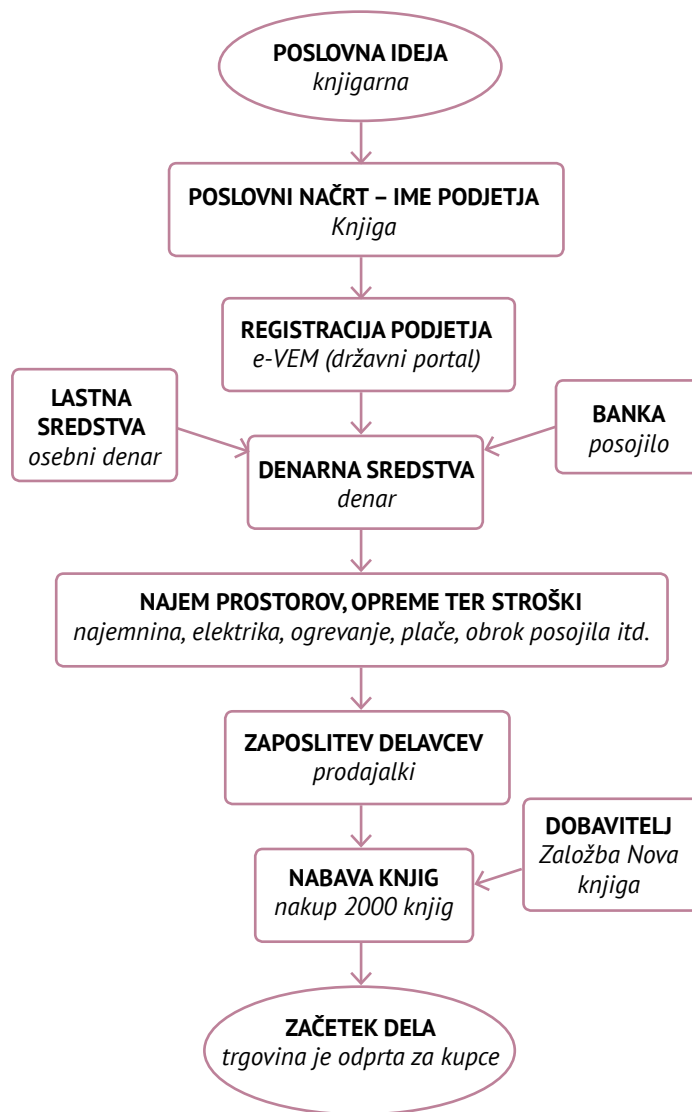 POSLOVNA IDEJA
knjigarna
POSLOVNI NAČRT – IME PODJETJA
Knjiga
REGISTRACIJA PODJETJA
e-VEM (državni portal)
LASTNA
SREDSTVA
osebni denar
BANKA
posojilo
DENARNA SREDSTVA
denar
NAJEM PROSTOROV, OPREME TER STROŠKI
najemnina, elektrika, ogrevanje, plače, obrok posojila itd.
ZAPOSLITEV DELAVCEV
prodajalki
DOBAVITELJ
Založba Nova
knjiga
NABAVA KNJIG
nakup 2000 knjig
ZAČETEK DELA
trgovina je odprta za kupce